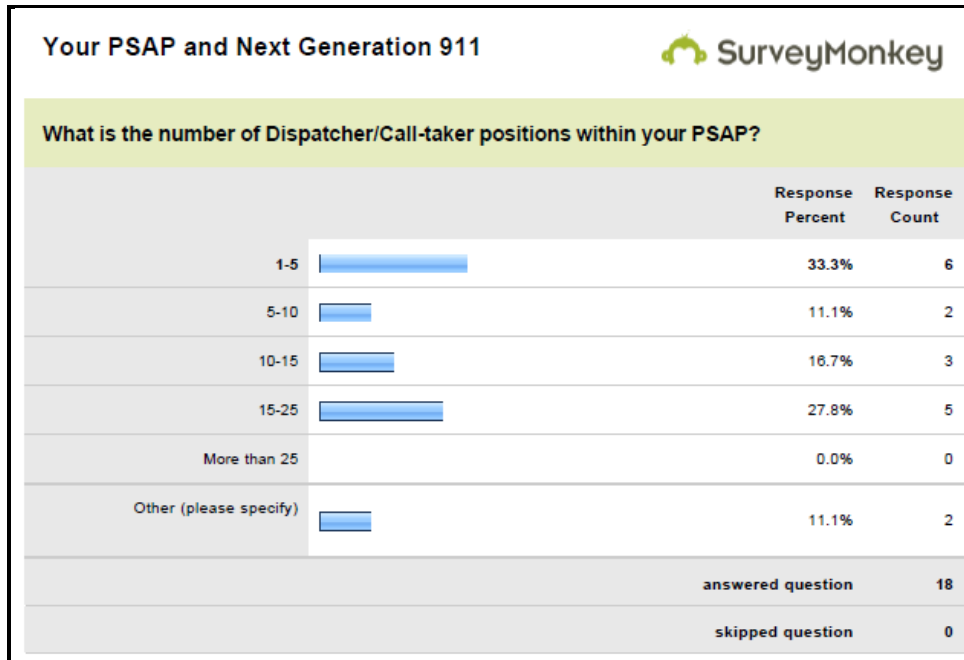 Your PSAP and Next Generation 911
SurveyMonkey
What is the number of Dispatcher/Call-taker positions within your PSAP?
Response Percent Response Count
1-5 33.3% 6
5-10 11.1% 2
10-15 16.7% 3
15-25 27.8% 5
More than 25 0.0% 0
Other (please specify) 11.1% 2
answered question 18
skipped question 0